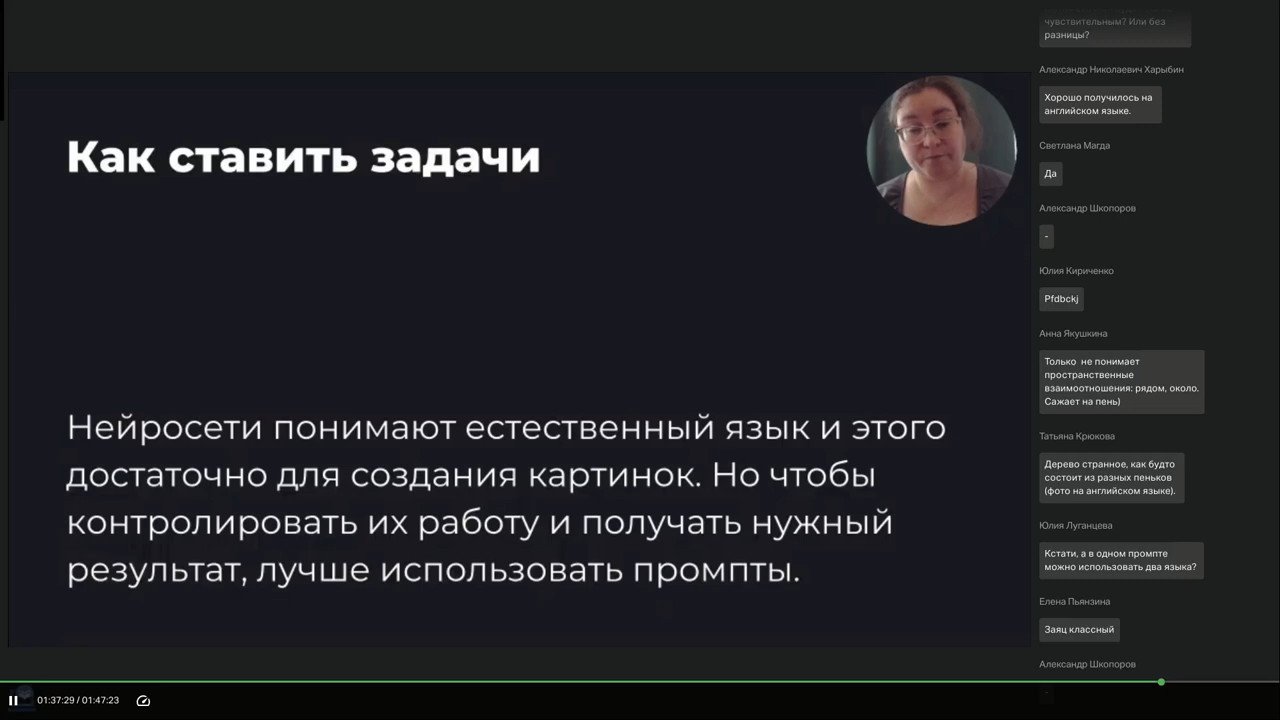 Как ставить задачи
Нейросети понимают естественный язык и этого
достаточно для создания картинок. Но чтобы
контролировать их работу и получать нужный
результат, лучше использовать промпты.
чувствительным? Или без
разницы?
Александр Николаевич Харыбин
Хорошо получилось на
английском языке.
Светлана Магда
Да
Александр Шкопоров
-
Юлия Кириченко
Pfdbckj
Анна Якушкина
Только не понимает
пространственные
взаимоотношения: рядом, около.
Сажает на пень)
Татьяна Крюкова
Дерево странное, как будто
состоит из разных пеньков
(фото на английском языке).
Юлия Луганцева
Кстати, а в одном промпте
можно использовать два языка?
Елена Пьянзина
Заяц классный
Александр Шкопоров
-
01:37:29 / 01:47:23